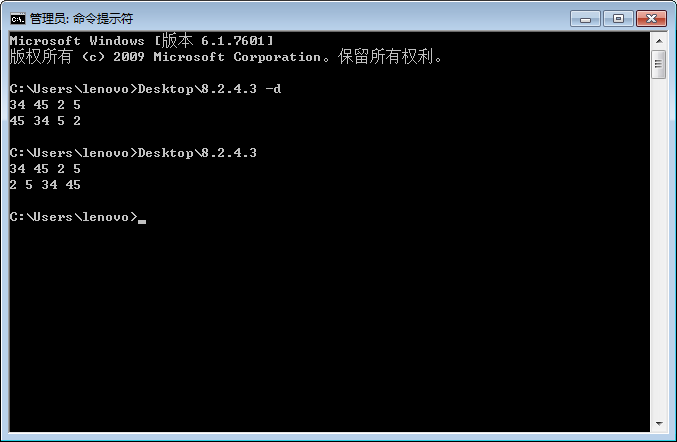 管理员: 命令提示符
Microsoft Windows [版本 6.1.7601]
版权所有 (c) 2009 Microsoft Corporation。保留所有权利。
C:\Users\lenovo>Desktop\8.2.4.3 -d
34 45 2 5
45 34 5 2
C:\Users\lenovo>Desktop\8.2.4.3
34 45 2 5
2 5 34 45
C:\Users\lenovo>_